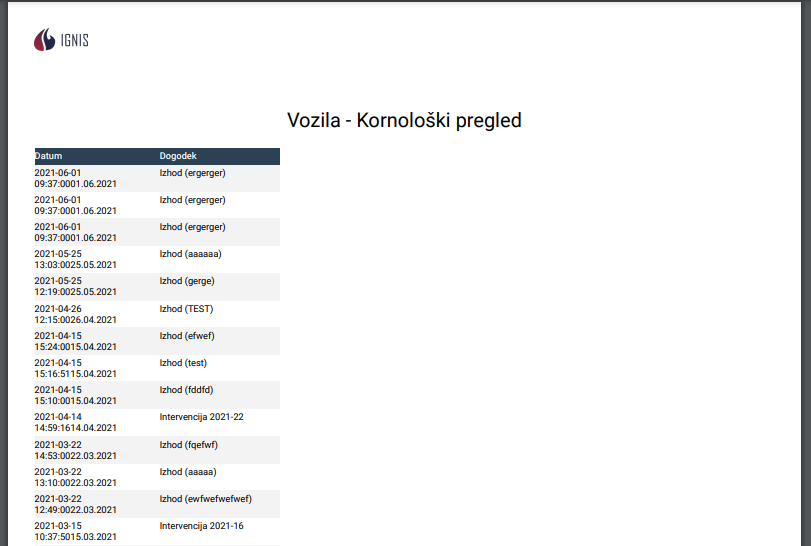 IGNIS
Vozila - Kornološki pregled
Datum Dogodek
2021-06-01 Izhod (ergerger)
09:37:0001.06.2021
2021-06-01 Izhod (ergerger)
09:37:0001.06.2021
2021-06-01 Izhod (ergerger)
09:37:0001.06.2021
2021-05-25 Izhod (aaaaaa)
13:03:0025.05.2021
2021-05-25 Izhod (gerge)
12:19:0025.05.2021
2021-04-26 Izhod (TEST)
12:15:0026.04.2021
2021-04-15 Izhod (efwef)
15:24:0015.04.2021
2021-04-15 Izhod (test)
15:16:5115.04.2021
2021-04-15 Izhod (fddfd)
15:10:0015.04.2021
2021-04-14 Intervencija 2021-22
14:59:1614.04.2021
2021-03-22 Izhod (fqefwf)
14:53:0022.03.2021
2021-03-22 Izhod (aaaaa)
13:10:0022.03.2021
2021-03-22 Izhod (ewfwefwefwef)
12:49:0022.03.2021
2021-03-15 Intervencija 2021-16
10:37:5015.03.2021